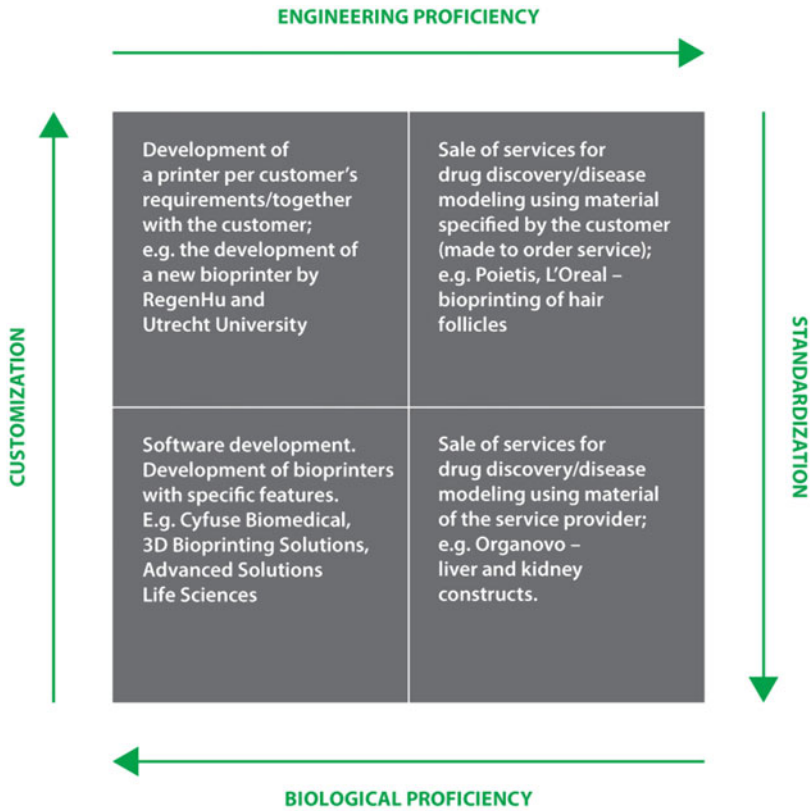 ENGINEERING PROFICIENCY
CUSTOMIZATION
Development of
a printer per customer's
requirements/together
with the customer;
e.g. the development of
a new bioprinter by
RegenHu and
Utrecht University
Sale of services for
drug discovery/disease
modeling using material
specified by the customer
(made to order service);
e.g. Poietis, L'Oreal –
bioprinting of hair
follicles
Software development.
Development of bioprinters
with specific features.
E.g. Cyfuse Biomedical,
3D Bioprinting Solutions,
Advanced Solutions
Life Sciences
Sale of services for
drug discovery/disease
modeling using material
of the service provider;
e.g. Organovo –
liver and kidney
constructs.
STANDARDIZATION
BIOLOGICAL PROFICIENCY